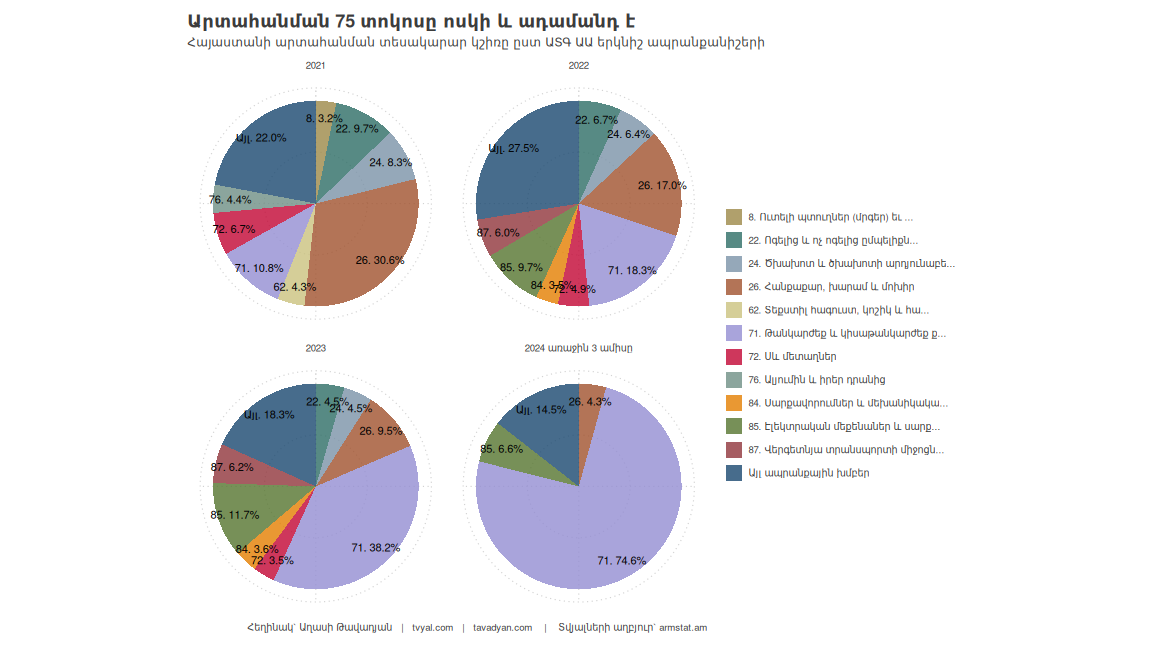 Արտահանման 75 տոկոսը ոսկի և ադամանդ է
Հայաստանի արտահանման տեսակարար կշիռը ըստ ԱՏԳ ԱԱ երկնիշ ապրանքանիշերի
2021
8. 3.2%
22. 9.7%
24. 8.3%
26. 30.6%
62. 4.3%
71. 10.8%
72. 6.7%
76. 4.4%
Այլ. 22.0%
2022
22. 6.7%
24. 6.4%
26. 17.0%
71. 18.3%
72. 4.9%
84. 3.5%
85. 9.7%
87. 6.0%
Այլ. 27.5%
2023
22. 4.5%
24. 4.5%
26. 9.5%
71. 38.2%
72. 3.5%
84. 3.6%
85. 11.7%
87. 6.2%
Այլ. 18.3%
2024 առաջին 3 ամիսը
26. 4.3%
71. 74.6%
85. 6.6%
Այլ. 14.5%
8. Ուտելի պտուղներ (մրգեր) եւ ...
22. Ոգելից և ոչ ոգելից ըմպելիքն...
24. Ծխախոտ և ծխախոտի արդյունաբե...
26. Հանքաքար, խարամ և մոխիր
62. Տեքստիլ հագուստ, կոշիկ և հա...
71. Թանկարժեք և կիսաթանկարժեք ք...
72. Սև մետաղներ
76. Ալյումին և իրեր դրանից
84. Սարքավորումներ և մեխանիկակա...
85. Էլեկտրական մեքենաներ և սարք...
87. Վերգետնյա տրանսպորտի միջոցն...
Այլ ապրանքային խմբեր
Հեղինակ՝ Աղասի Թավադյան | tvyal.com | tavadyan.com | Տվյալների աղբյուր՝ armstat.am